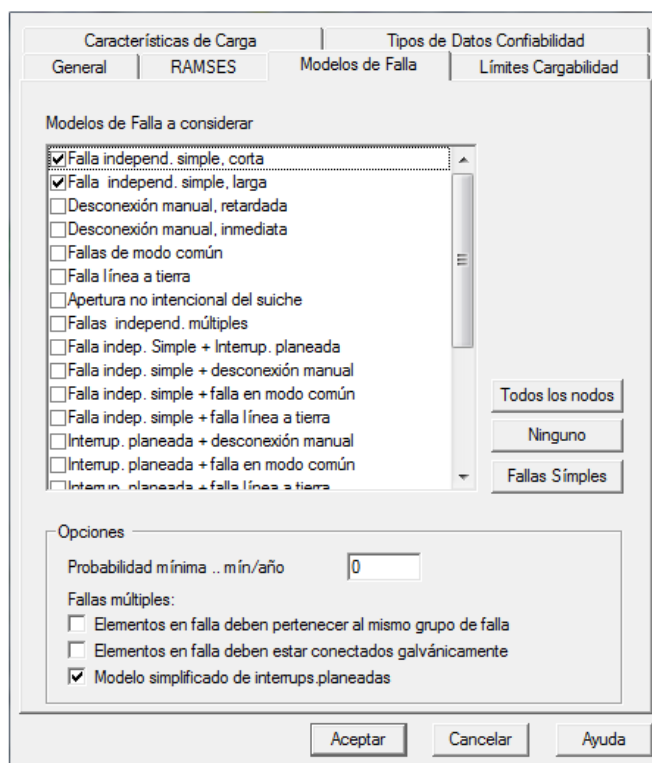 Características de Carga
Tipos de Datos Confiabilidad
General
RAMSES
Modelos de Falla
Límites Cargabilidad
Modelos de Falla a considerar
Falla independ. simple, corta
Falla independ. simple, larga
Desconexión manual, retardada
Desconexión manual, inmediata
Fallas de modo común
Falla línea a tierra
Apertura no intencional del suiche
Fallas independ. múltiples
Falla indep. Simple + Interrup. planeada
Falla indep. simple + desconexión manual
Falla indep. simple + falla en modo común
Falla indep. simple + falla línea a tierra
Interrup. planeada + desconexión manual
Interrup. planeada + falla en modo común
Interrup. planeada + falla línea a tierra
Todos los nodos
Ninguno
Fallas Símples
Opciones
Probabilidad mínima .. mín/año
0
Fallas múltiples:
Elementos en falla deben pertenecer al mismo grupo de falla
Elementos en falla deben estar conectados galvánicamente
Modelo simplificado de interrups.planeadas
Aceptar
Cancelar
Ayuda